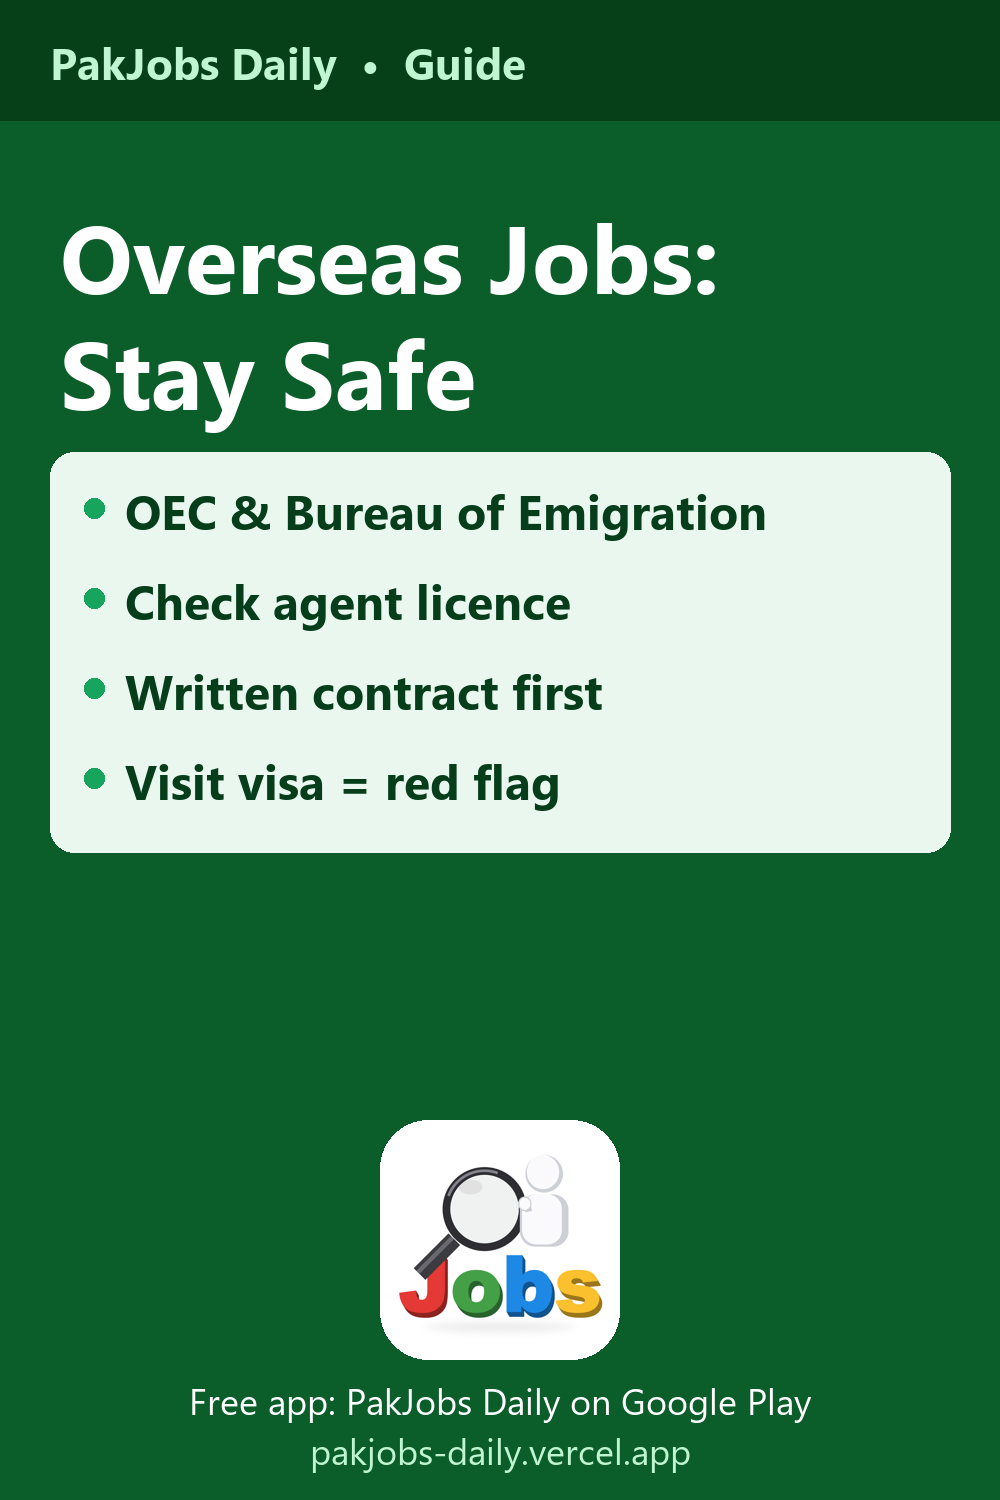 PakJobs Daily • Guide
Overseas Jobs:
Stay Safe
• OEC & Bureau of Emigration
• Check agent licence
• Written contract first
• Visit visa = red flag
Jobs
Free app: PakJobs Daily on Google Play
pakjobs-daily.vercel.app